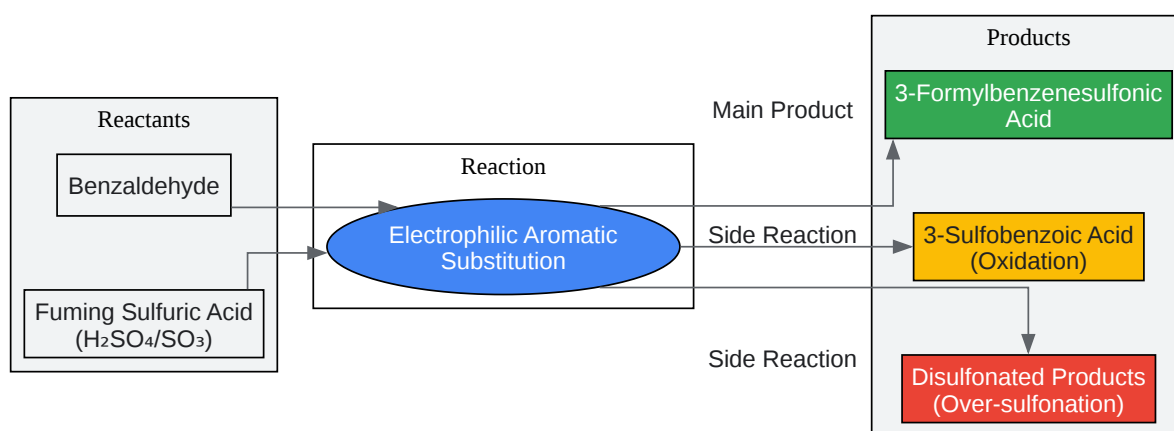 Reactants
Benzaldehyde
Fuming Sulfuric Acid
(H₂SO₄/SO₃)
Reaction
Electrophilic Aromatic
Substitution
Main Product
Side Reaction
Side Reaction
Products
3-Formylbenzenesulfonic
Acid
3-Sulfobenzoic Acid
(Oxidation)
Disulfonated Products
(Over-sulfonation)